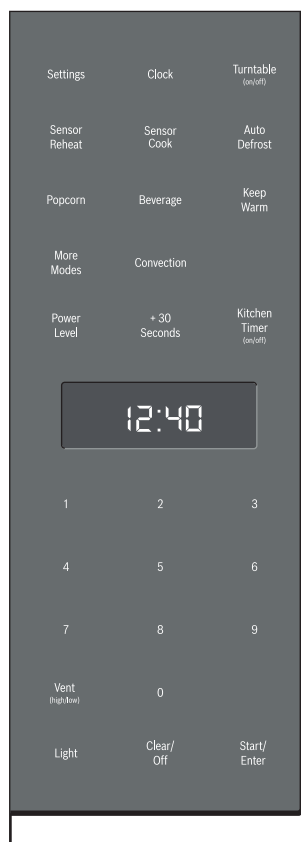 Settings Clock Turntable
(on/off)
Sensor Sensor Auto
Reheat Cook Defrost
Popcorn Beverage Keep
Warm
More Convection
Modes
Power + 30 Kitchen
Level Seconds Timer
(on/off)
12:40
1 2 3
4 5 6
7 8 9
Vent 0
(high/low)
Light Clear/ Start/
Off Enter